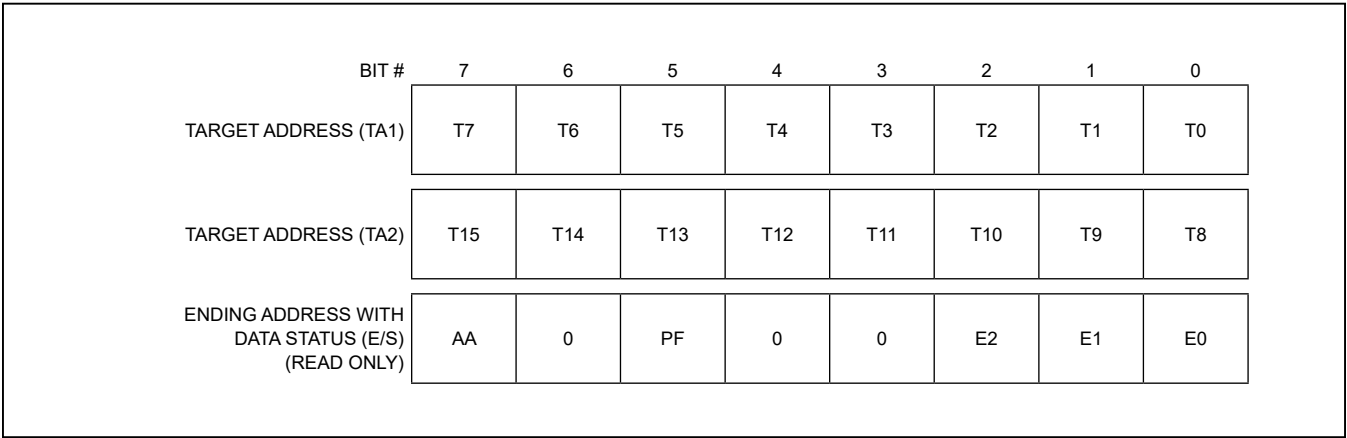 BIT # 7 6 5 4 3 2 1 0
TARGET ADDRESS (TA1) T7 T6 T5 T4 T3 T2 T1 T0
TARGET ADDRESS (TA2) T15 T14 T13 T12 T11 T10 T9 T8
ENDING ADDRESS WITH
DATA STATUS (E/S) AA 0 PF 0 0 E2 E1 E0
(READ ONLY)